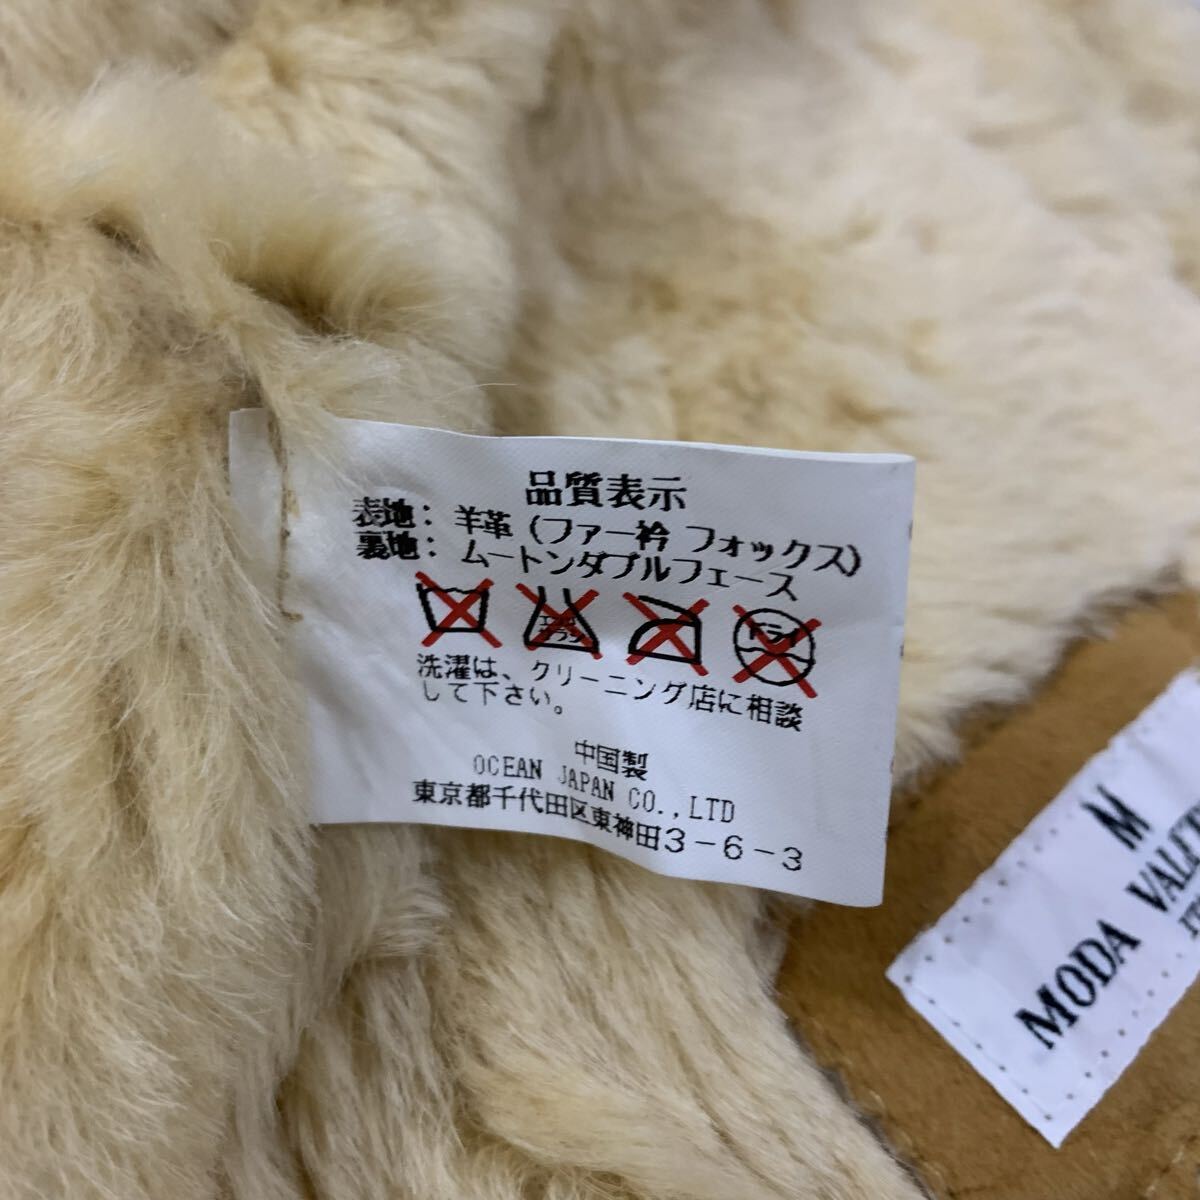 品質表示
表地：羊革（ファー衿 フォックス）
裏地：ムートンダブルフェース
ドライ
洗濯は、クリーニング店に相談
して下さい。
中国製
OCEAN JAPAN CO.,LTD
東京都千代田区東神田3－6－3
M
MODA